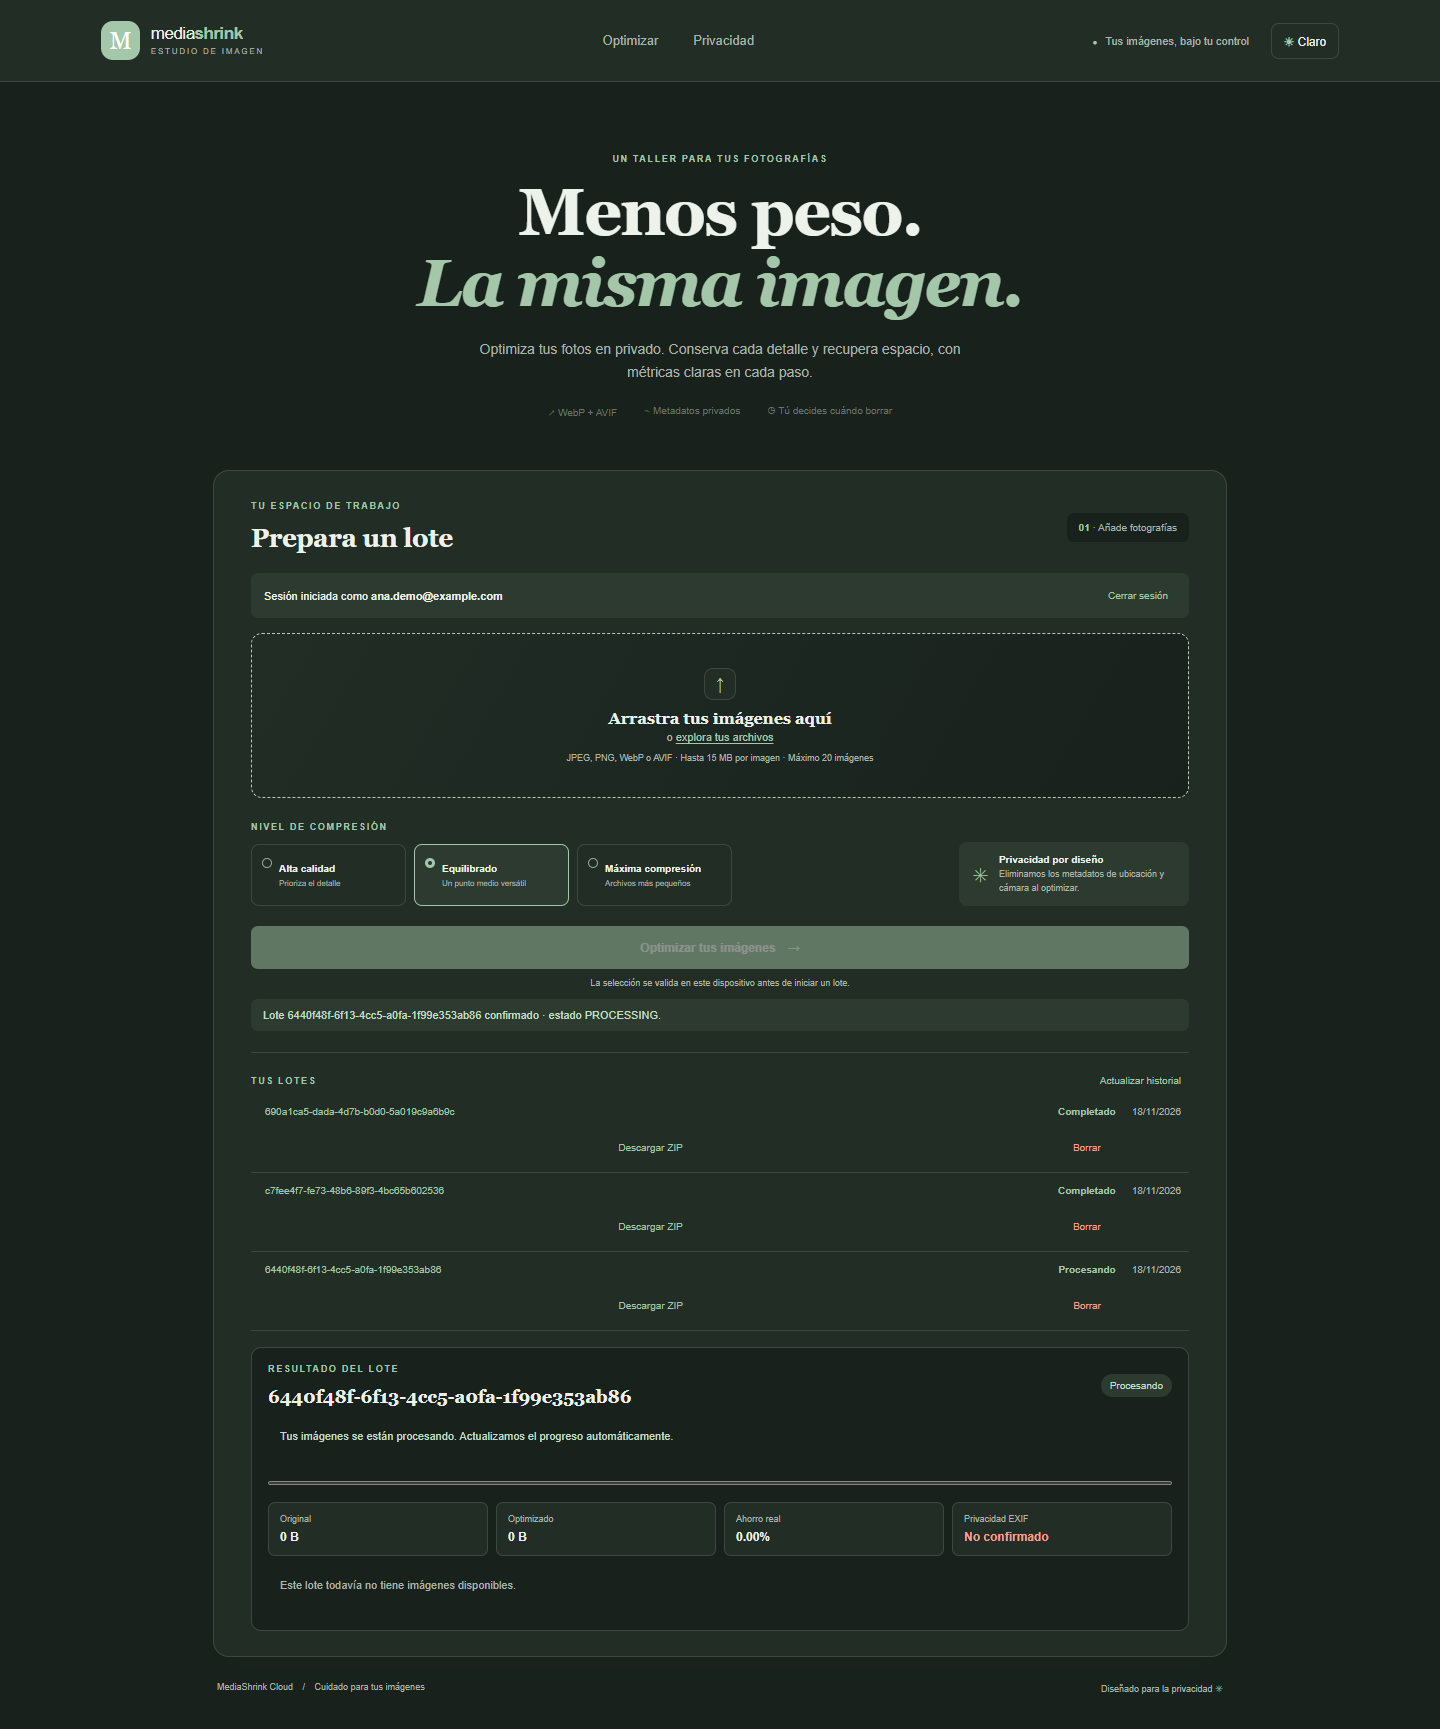 M
mediashrink
ESTUDIO DE IMAGEN
Optimizar
Privacidad
Tus imágenes, bajo tu control
Claro
UN TALLER PARA TUS FOTOGRAFÍAS
Menos peso.
La misma imagen.
Optimiza tus fotos en privado. Conserva cada detalle y recupera espacio, con
métricas claras en cada paso.
WebP + AVIF
Metadatos privados
Tú decides cuándo borrar
TU ESPACIO DE TRABAJO
Prepara un lote
01 · Añade fotografías
Sesión iniciada como ana.demo@example.com
Cerrar sesión
↑
Arrastra tus imágenes aquí
o explora tus archivos
JPEG, PNG, WebP o AVIF · Hasta 15 MB por imagen · Máximo 20 imágenes
NIVEL DE COMPRESIÓN
Alta calidad
Prioriza el detalle
Equilibrado
Un punto medio versátil
Máxima compresión
Archivos más pequeños
Privacidad por diseño
Eliminamos los metadatos de ubicación y
cámara al optimizar.
Optimizar tus imágenes →
La selección se valida en este dispositivo antes de iniciar un lote.
Lote 6440f48f-6f13-4cc5-a0fa-1f99e353ab86 confirmado · estado PROCESSING.
TUS LOTES
Actualizar historial
690a1ca5-dada-4d7b-b0d0-5a019c9a6b9c
Completado
18/11/2026
Descargar ZIP
Borrar
c7fee4f7-fe73-48b6-89f3-4bc65b602536
Completado
18/11/2026
Descargar ZIP
Borrar
6440f48f-6f13-4cc5-a0fa-1f99e353ab86
Procesando
18/11/2026
Descargar ZIP
Borrar
RESULTADO DEL LOTE
6440f48f-6f13-4cc5-a0fa-1f99e353ab86
Procesando
Tus imágenes se están procesando. Actualizamos el progreso automáticamente.
Original
0 B
Optimizado
0 B
Ahorro real
0.00%
Privacidad EXIF
No confirmado
Este lote todavía no tiene imágenes disponibles.
MediaShrink Cloud / Cuidado para tus imágenes
Diseñado para la privacidad